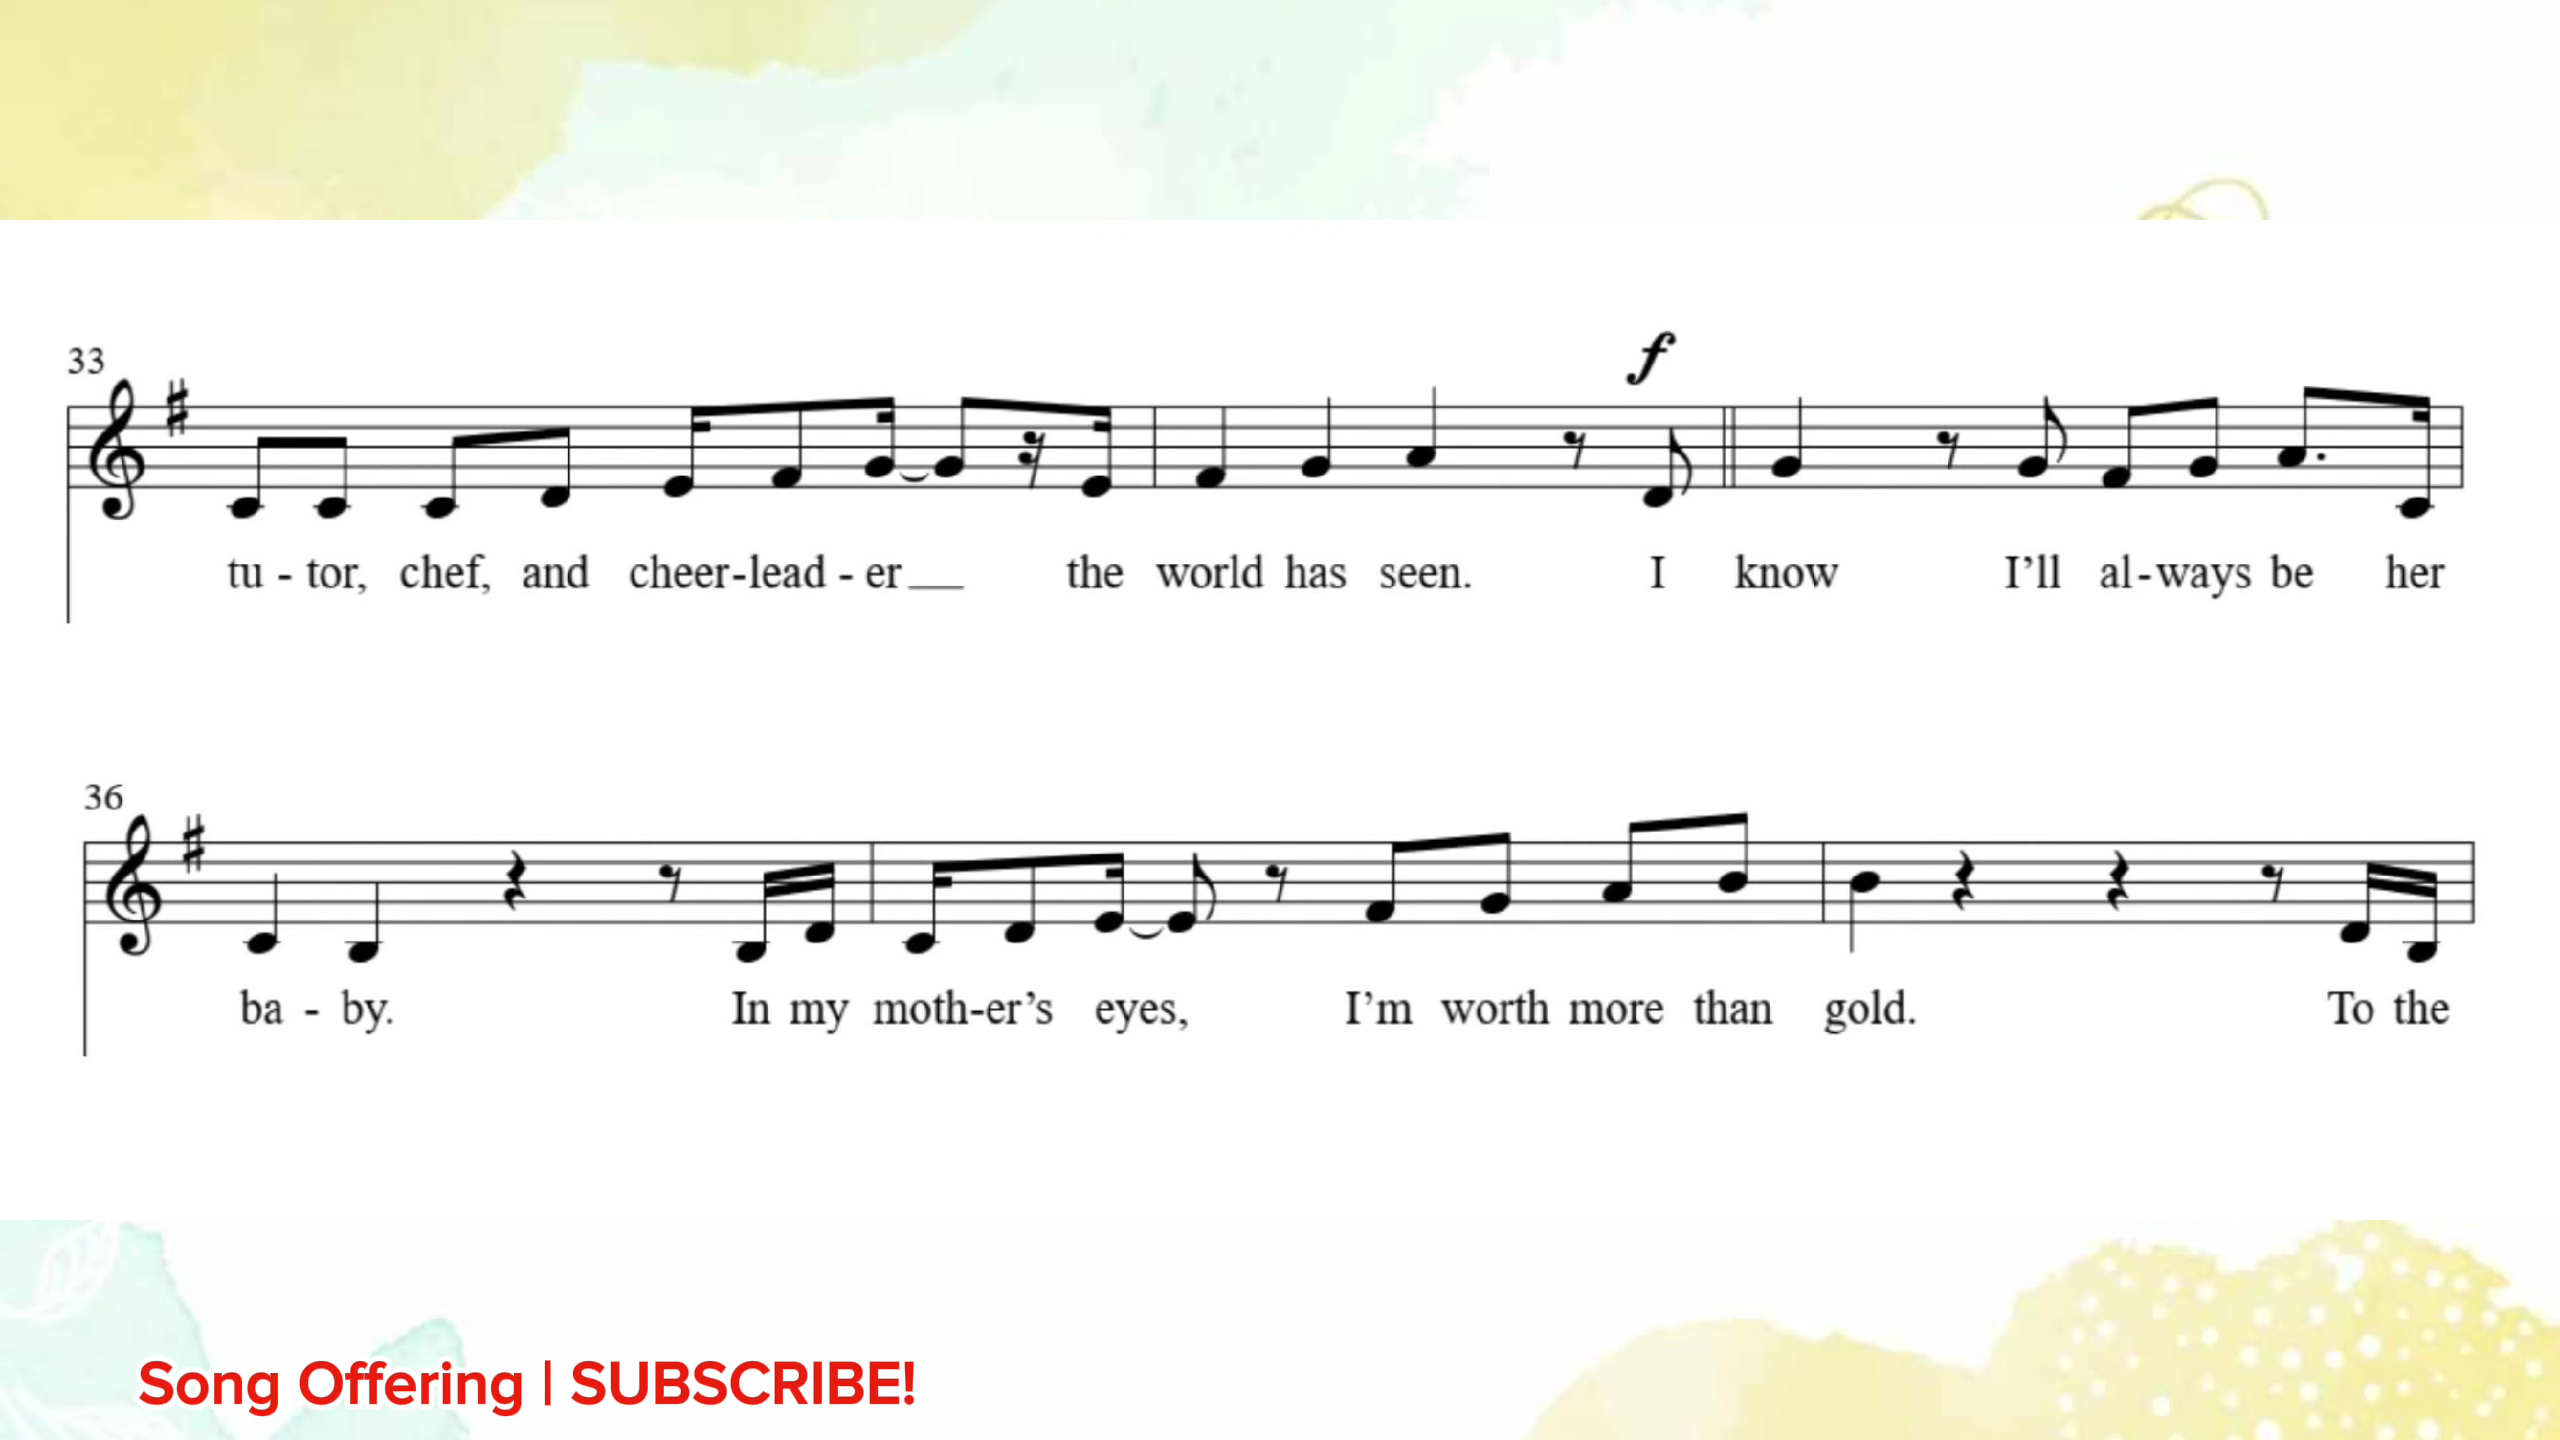 33
f
tu - tor, chef, and cheer-lead - er__ the world has seen. I know I’ll al-ways be her
36
ba - by. In my moth-er’s eyes, I’m worth more than gold. To the
Song Offering | SUBSCRIBE!